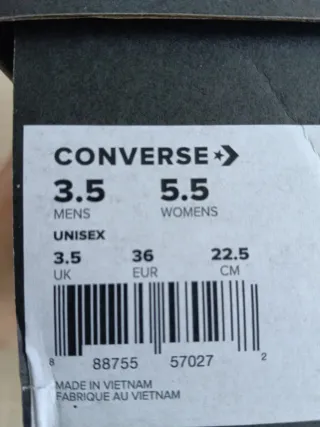 CONVERSE
3.5 5.5
MENS WOMENS
UNISEX
3.5 36 22.5
UK EUR CM
8 88755 57027 2
MADE IN VIETNAM
FABRIQUE AU VIETNAM